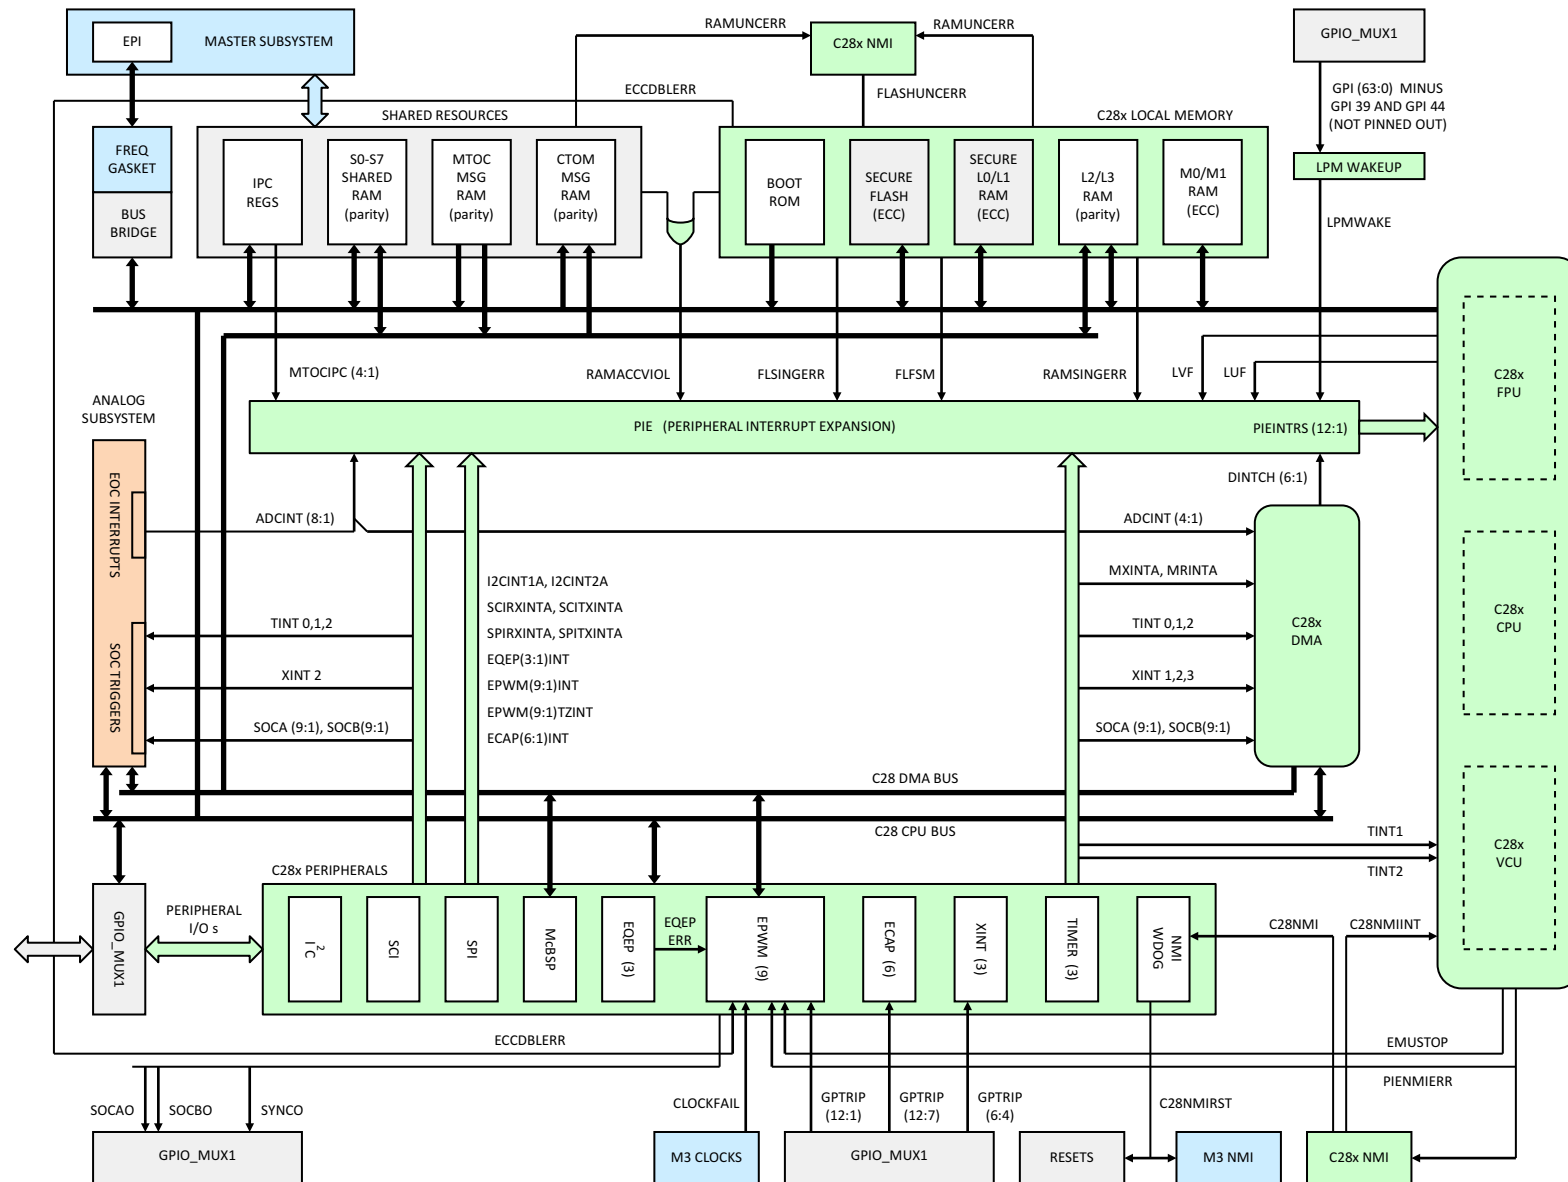 EPI
MASTER SUBSYSTEM
RAMUNCERR
C28x NMI
RAMUNCERR
GPIO_MUX1
ECCDBLERR
FLASHUNCERR
GPI (63:0) MINUS
GPI 39 AND GPI 44
(NOT PINNED OUT)
SHARED RESOURCES
C28x LOCAL MEMORY
FREQ
GASKET
BUS
BRIDGE
IPC
REGS
S0-S7
SHARED
RAM
(parity)
MTOC
MSG
RAM
(parity)
CTOM
MSG
RAM
(parity)
BOOT
ROM
SECURE
FLASH
(ECC)
SECURE
L0/L1
RAM
(ECC)
L2/L3
RAM
(parity)
M0/M1
RAM
(ECC)
LPM WAKEUP
LPMWAKE
MTOCIPC (4:1)
RAMACCVIOL
FLSINGERR
FLFSM
RAMSINGERR
LVF
LUF
C28x
FPU
ANALOG
SUBSYSTEM
PIE (PERIPHERAL INTERRUPT EXPANSION)
PIEINTRS (12:1)
DINTCH (6:1)
EOC INTERRUPTS
ADCINT (8:1)
ADCINT (4:1)
I2CINT1A, I2CINT2A
SCIRXINTA, SCITXINTA
SPIRXINTA, SPITXINTA
EQEP(3:1)INT
EPWM(9:1)INT
EPWM(9:1)TZINT
ECAP(6:1)INT
MXINTA, MRINTA
TINT 0,1,2
XINT 1,2,3
SOCA (9:1), SOCB(9:1)
C28x
DMA
C28x
CPU
SOC TRIGGERS
TINT 0,1,2
XINT 2
SOCA (9:1), SOCB(9:1)
C28 DMA BUS
C28 CPU BUS
TINT1
TINT2
C28x
VCU
C28x PERIPHERALS
GPIO_MUX1
PERIPHERAL
I/O s
I2C
SCI
SPI
McBSP
EQEP (3)
EQEP
ERR
EPWM (9)
ECAP (6)
XINT (3)
TIMER (3)
NMI
WDOG
C28NMI
C28NMIINT
ECCDBLERR
EMUSTOP
PIENMIERR
SOCAO
SOCBO
SYNCO
CLOCKFAIL
GPTRIP
(12:1)
GPTRIP
(12:7)
GPTRIP
(6:4)
C28NMIRST
GPIO_MUX1
M3 CLOCKS
GPIO_MUX1
RESETS
M3 NMI
C28x NMI